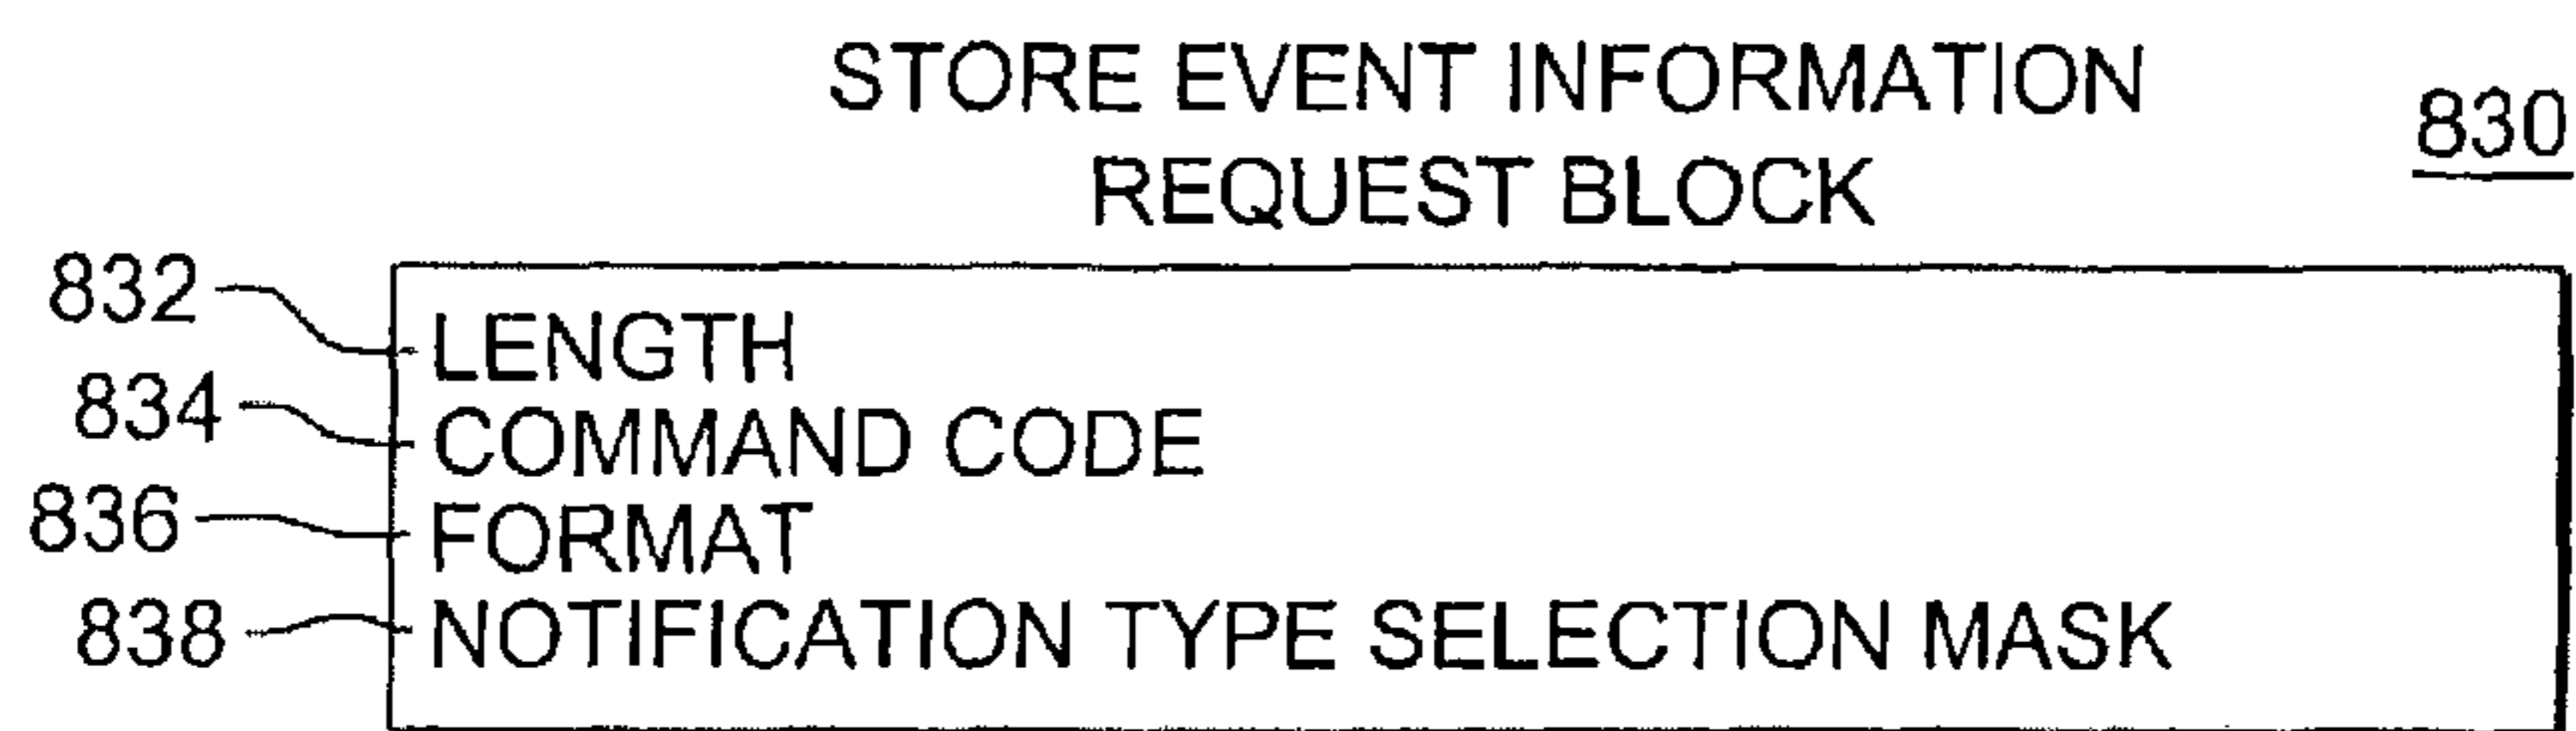 STORE EVENT INFORMATION
REQUEST BLOCK
830
832 LENGTH
834 COMMAND CODE
836 FORMAT
838 NOTIFICATION TYPE SELECTION MASK